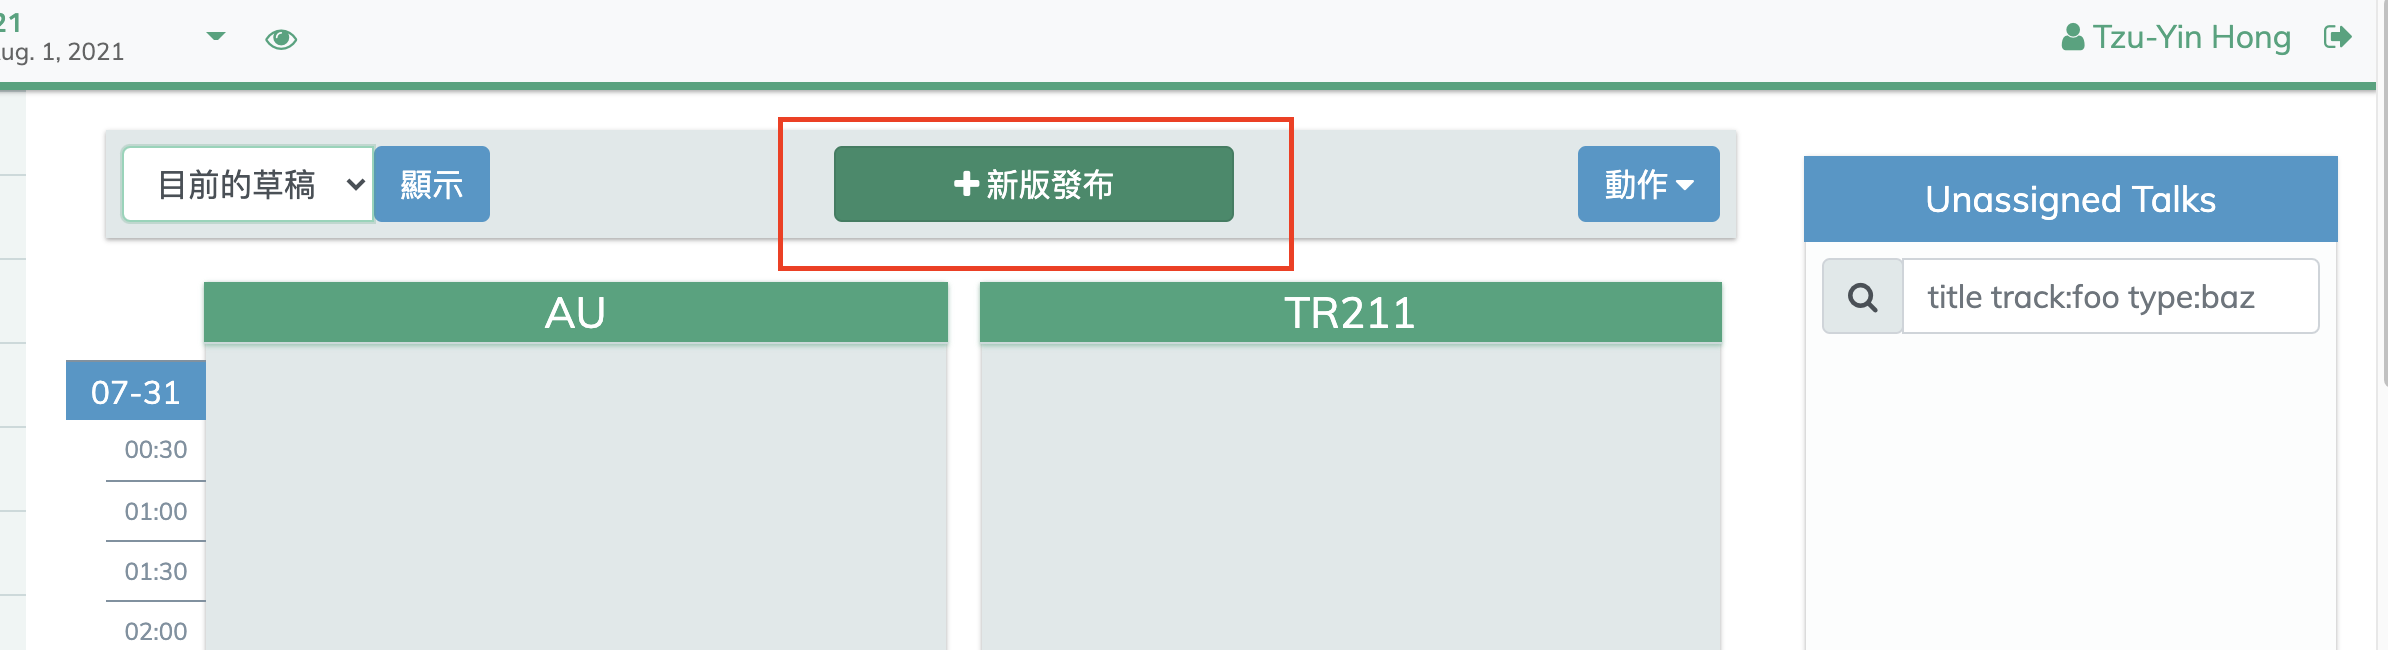 21
ug. 1, 2021
Tzu-Yin Hong
目前的草稿
顯示
新版發布
動作
Unassigned Talks
title track:foo type:baz
AU
TR211
07-31
00:30
01:00
01:30
02:00